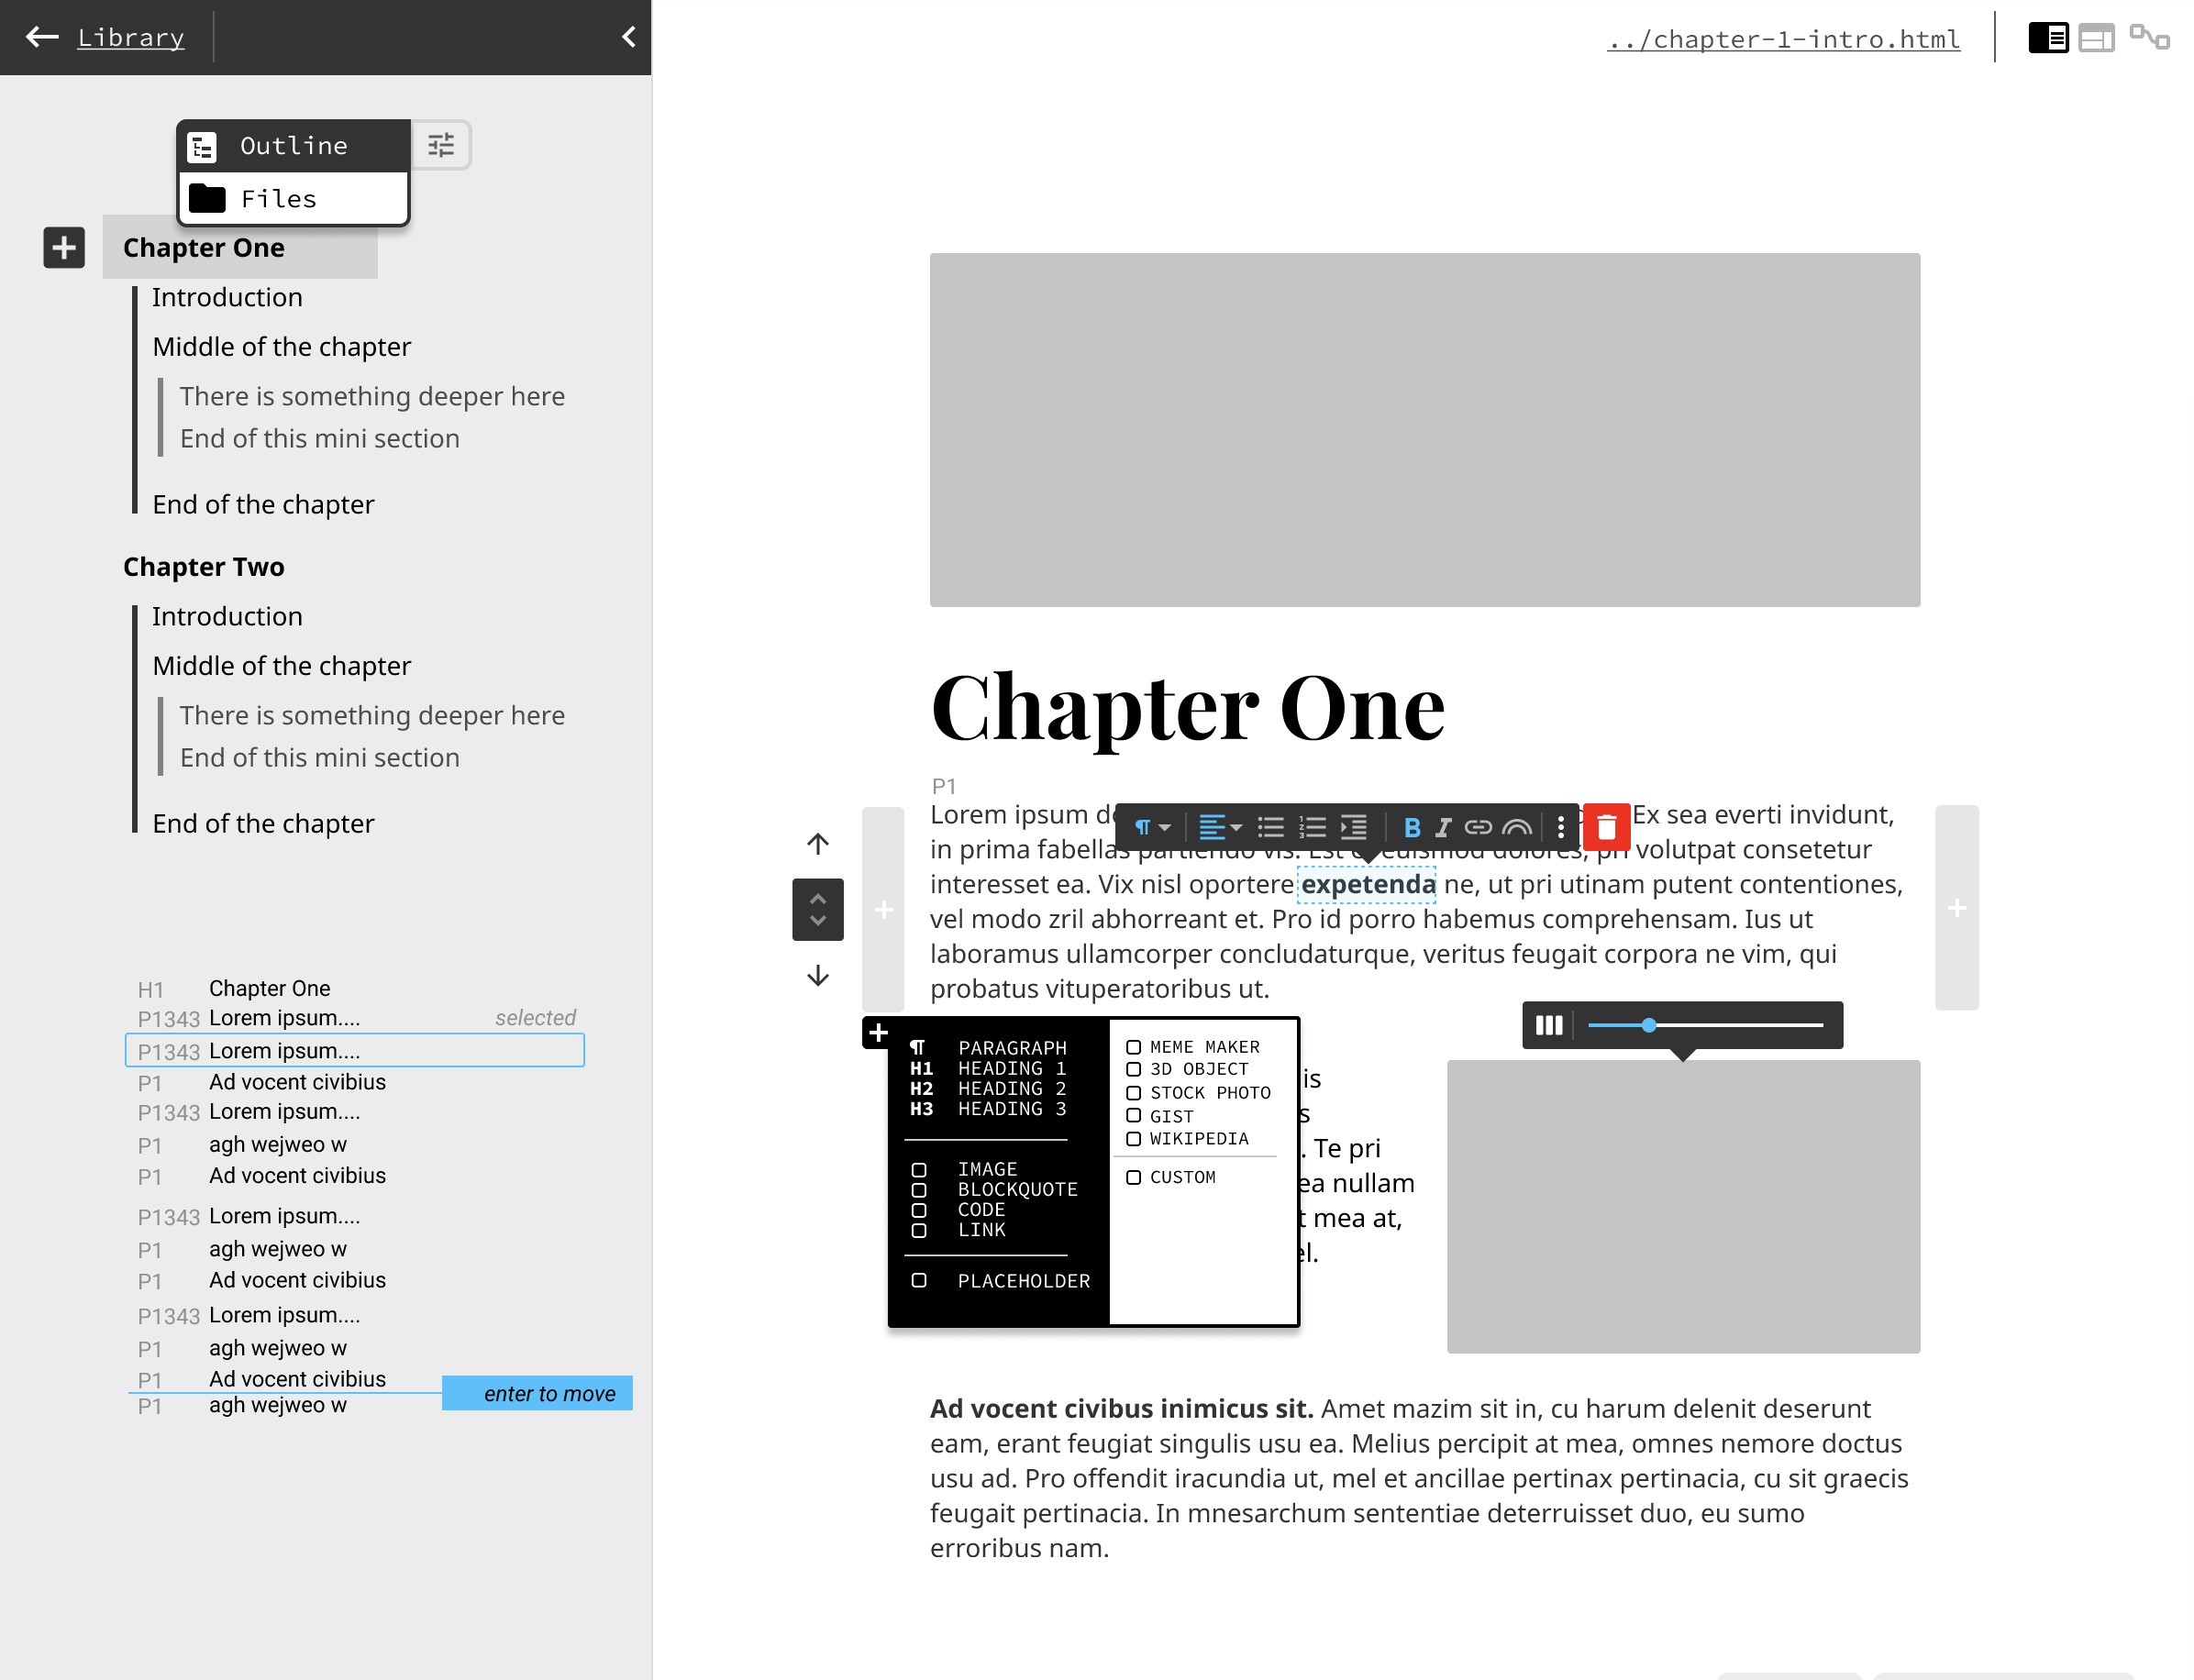 Library
../chapter-1-intro.html
Outline
Files
Chapter One
Introduction
Middle of the chapter
There is something deeper here
End of this mini section
End of the chapter
Chapter Two
Introduction
Middle of the chapter
There is something deeper here
End of this mini section
End of the chapter
H1 Chapter One
P1343 Lorem ipsum.... selected
P1343 Lorem ipsum....
P1 Ad vocent civibius
P1343 Lorem ipsum....
P1 agh wejweo w
P1 Ad vocent civibius
P1343 Lorem ipsum....
P1 agh wejweo w
P1 Ad vocent civibius
P1343 Lorem ipsum....
P1 agh wejweo w
P1 Ad vocent civibius
enter to move
P1 agh wejweo w
Chapter One
P1
¶ B I
Lorem ipsum Ex sea everti invidunt,
in prima fabellas partiendo vis. Est euismod dolores, pri volutpat consetetur
interesset ea. Vix nisl oportere expetenda ne, ut pri utinam putent contentiones,
vel modo zril abhorreant et. Pro id porro habemus comprehensam. Ius ut
laboramus ullamcorper concludaturque, veritus feugait corpora ne vim, qui
probatus vituperatoribus ut.
¶ PARAGRAPH
H1 HEADING 1
H2 HEADING 2
H3 HEADING 3
IMAGE
BLOCKQUOTE
CODE
LINK
PLACEHOLDER
MEME MAKER
3D OBJECT
STOCK PHOTO
GIST
WIKIPEDIA
CUSTOM
is
s
. Te pri
ea nullam
t mea at,
el.
Ad vocent civibus inimicus sit. Amet mazim sit in, cu harum delenit deserunt
eam, erant feugiat singulis usu ea. Melius percipit at mea, omnes nemore doctus
usu ad. Pro offendit iracundia ut, mel et ancillae pertinax pertinacia, cu sit graecis
feugait pertinacia. In mnesarchum sententiae deterruisset duo, eu sumo
erroribus nam.